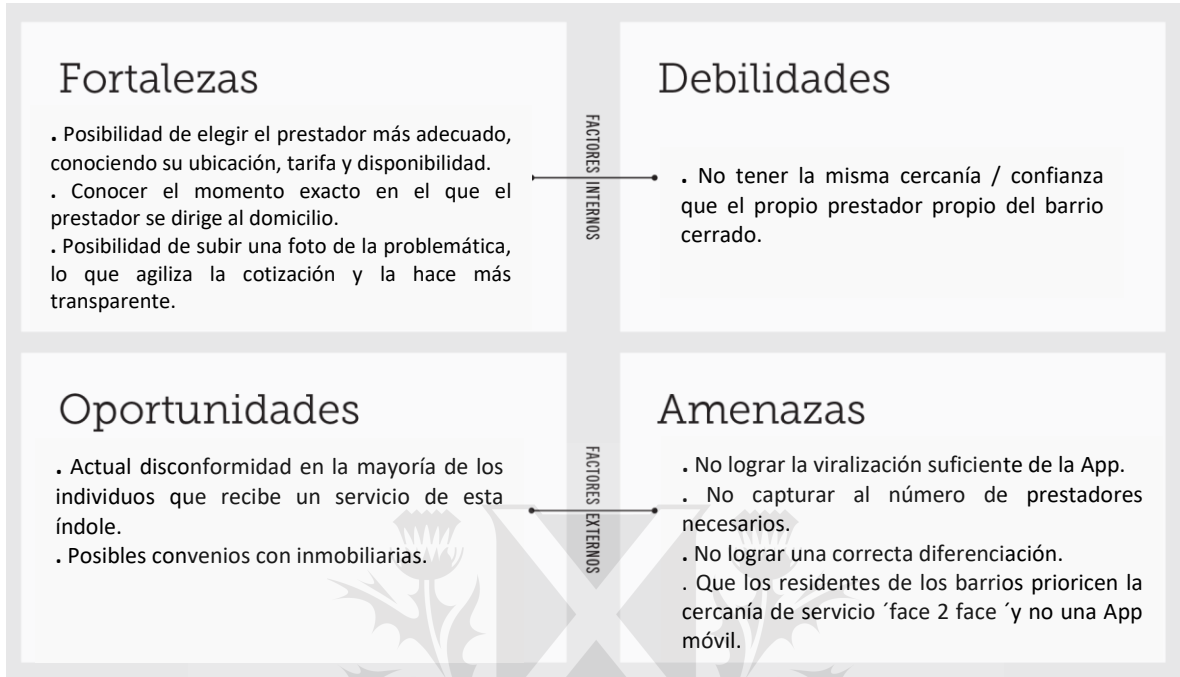 Fortalezas
. Posibilidad de elegir el prestador más adecuado,
conociendo su ubicación, tarifa y disponibilidad.
. Conocer el momento exacto en el que el
prestador se dirige al domicilio.
. Posibilidad de subir una foto de la problemática,
lo que agiliza la cotización y la hace más
transparente.
FACTORES INTERNOS
Debilidades
. No tener la misma cercanía / confianza
que el propio prestador propio del barrio
cerrado.
Oportunidades
. Actual disconformidad en la mayoría de los
individuos que recibe un servicio de esta
índole.
. Posibles convenios con inmobiliarias.
FACTORES EXTERNOS
Amenazas
. No lograr la viralización suficiente de la App.
. No capturar al número de prestadores
necesarios.
. No lograr una correcta diferenciación.
. Que los residentes de los barrios prioricen la
cercanía de servicio ´face 2 face ´y no una App
móvil.